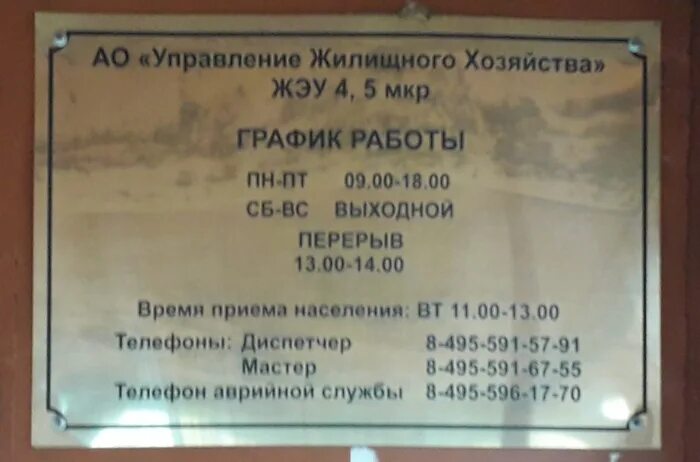 АО «Управление Жилищного Хозяйства»
ЖЭУ 4, 5 мкр
ГРАФИК РАБОТЫ
ПН-ПТ 09.00-18.00
СБ-ВС ВЫХОДНОЙ
ПЕРЕРЫВ
13.00-14.00
Время приема населения: ВТ 11.00-13.00
Телефоны: Диспетчер 8-495-591-57-91
Мастер 8-495-591-67-55
Телефон аврийной службы 8-495-596-17-70